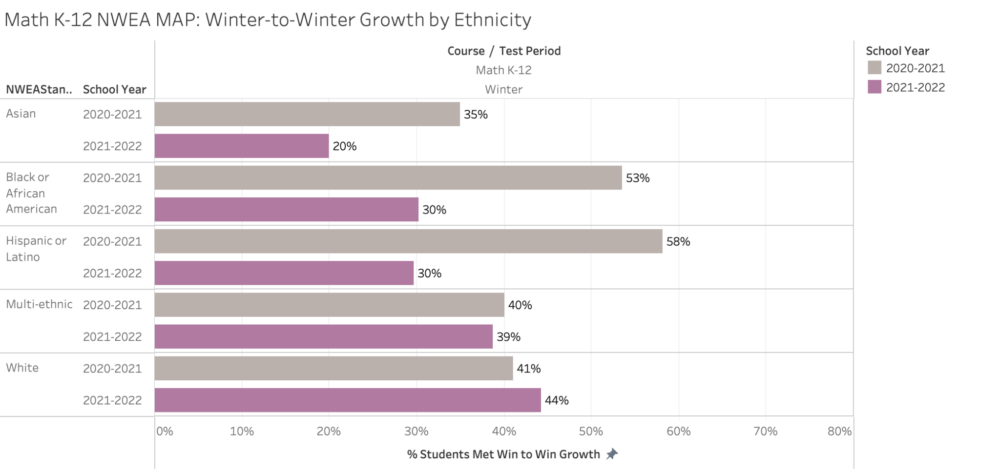 Math K-12 NWEA MAP: Winter-to-Winter Growth by Ethnicity
Course / Test Period
Math K-12
NWEAStan.. School Year Winter
School Year
2020-2021
2021-2022
Asian 2020-2021 35%
2021-2022 20%
Black or
African
American
2020-2021 53%
2021-2022 30%
Hispanic or
Latino
2020-2021 58%
2021-2022 30%
Multi-ethnic 2020-2021 40%
2021-2022 39%
White 2020-2021 41%
2021-2022 44%
0% 10% 20% 30% 40% 50% 60% 70% 80%
% Students Met Win to Win Growth